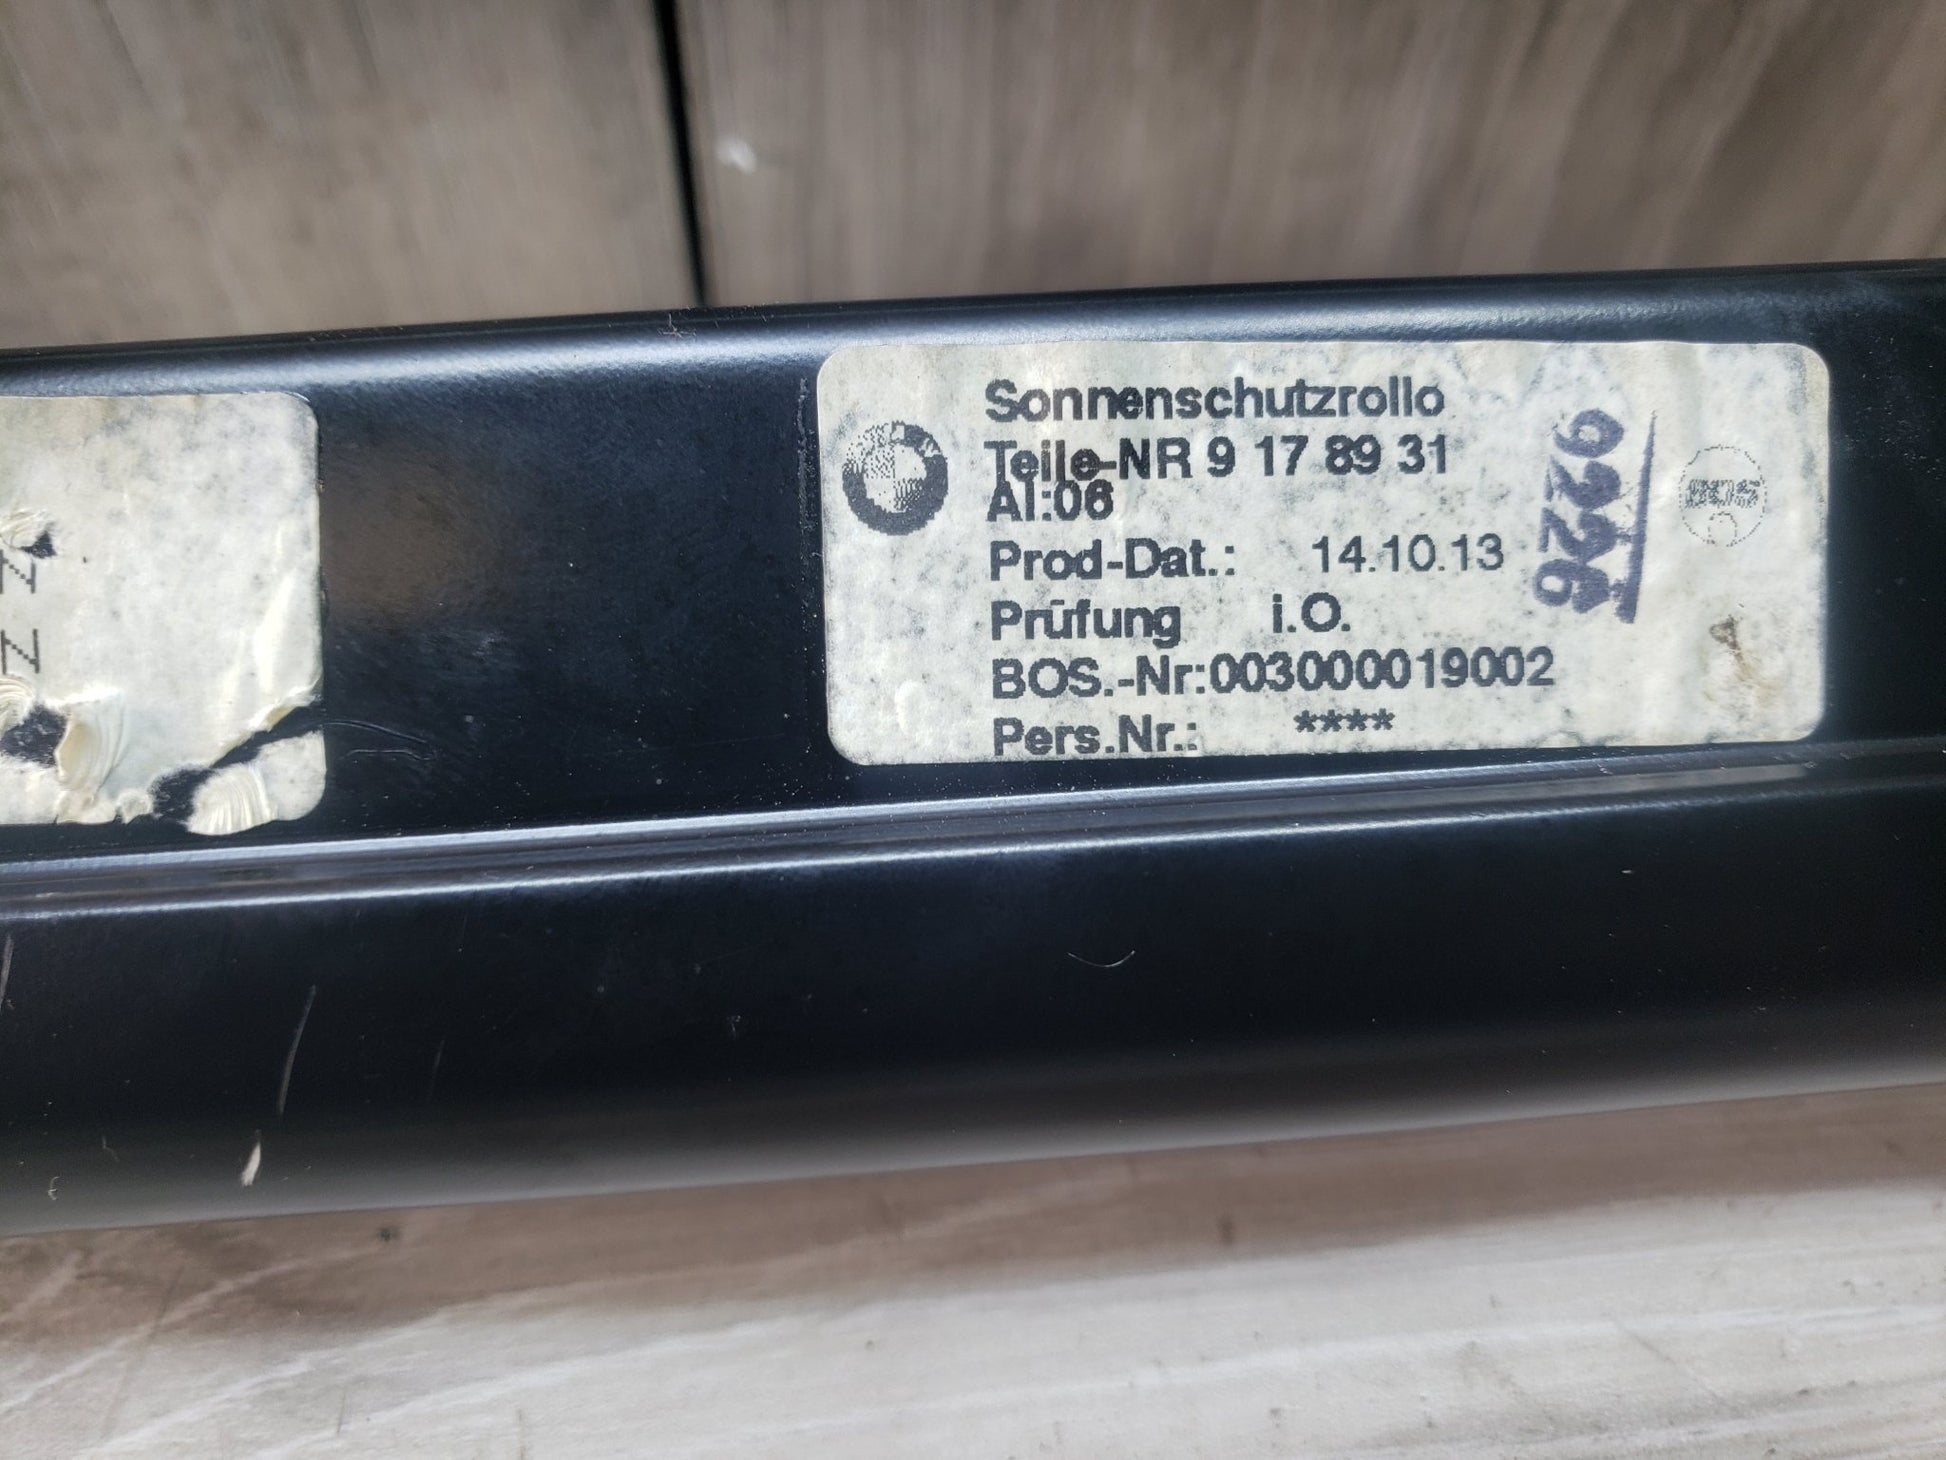 Sonnenschutzrollo
Teile-NR 9 17 89 31
AI:06
Prod-Dat.: 14.10.13
Prüfung i.O.
BOS.-Nr:003000019002
Pers.Nr.: ****
BOS
Z Z
Z